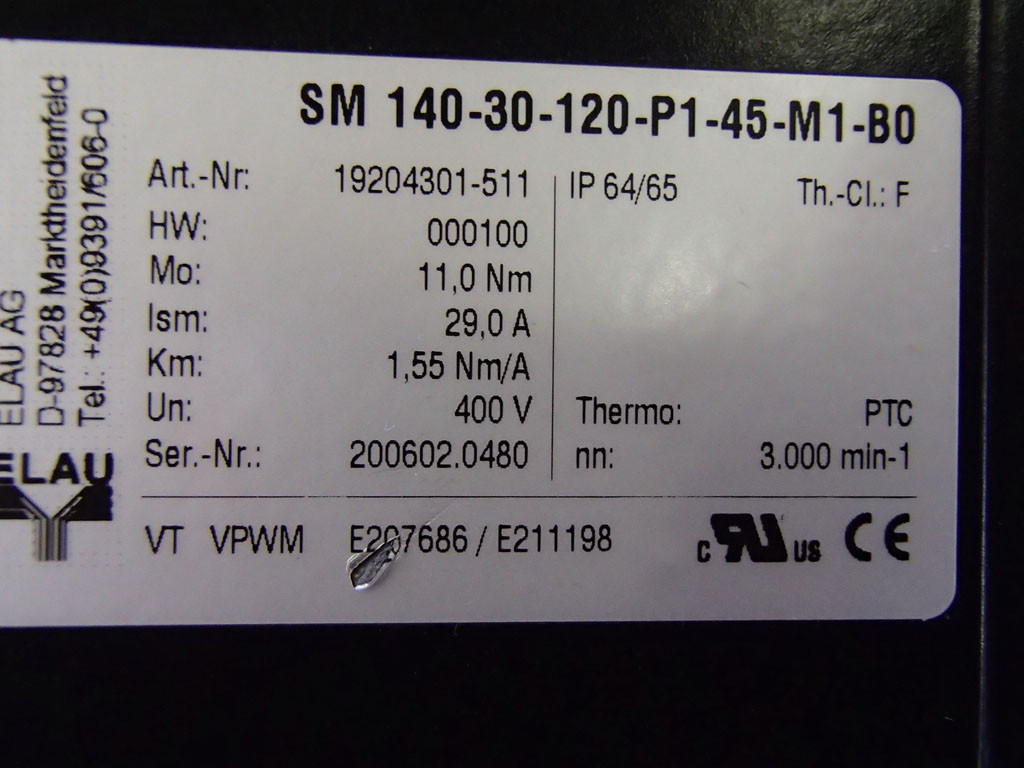 SM 140-30-120-P1-45-M1-B0
Art.-Nr: 19204301-511
HW: 000100
Mo: 11,0 Nm
Ism: 29,0 A
Km: 1,55 Nm/A
Un: 400 V
Ser.-Nr.: 200602.0480
IP 64/65 Th.-Cl.: F
Thermo: PTC
nn: 3.000 min-1
VT VPWM E207686 / E211198
c RU us CE
ELAU AG
D-97828 Marktheidenfeld
Tel.: +49(0)9391/606-0
ELAU